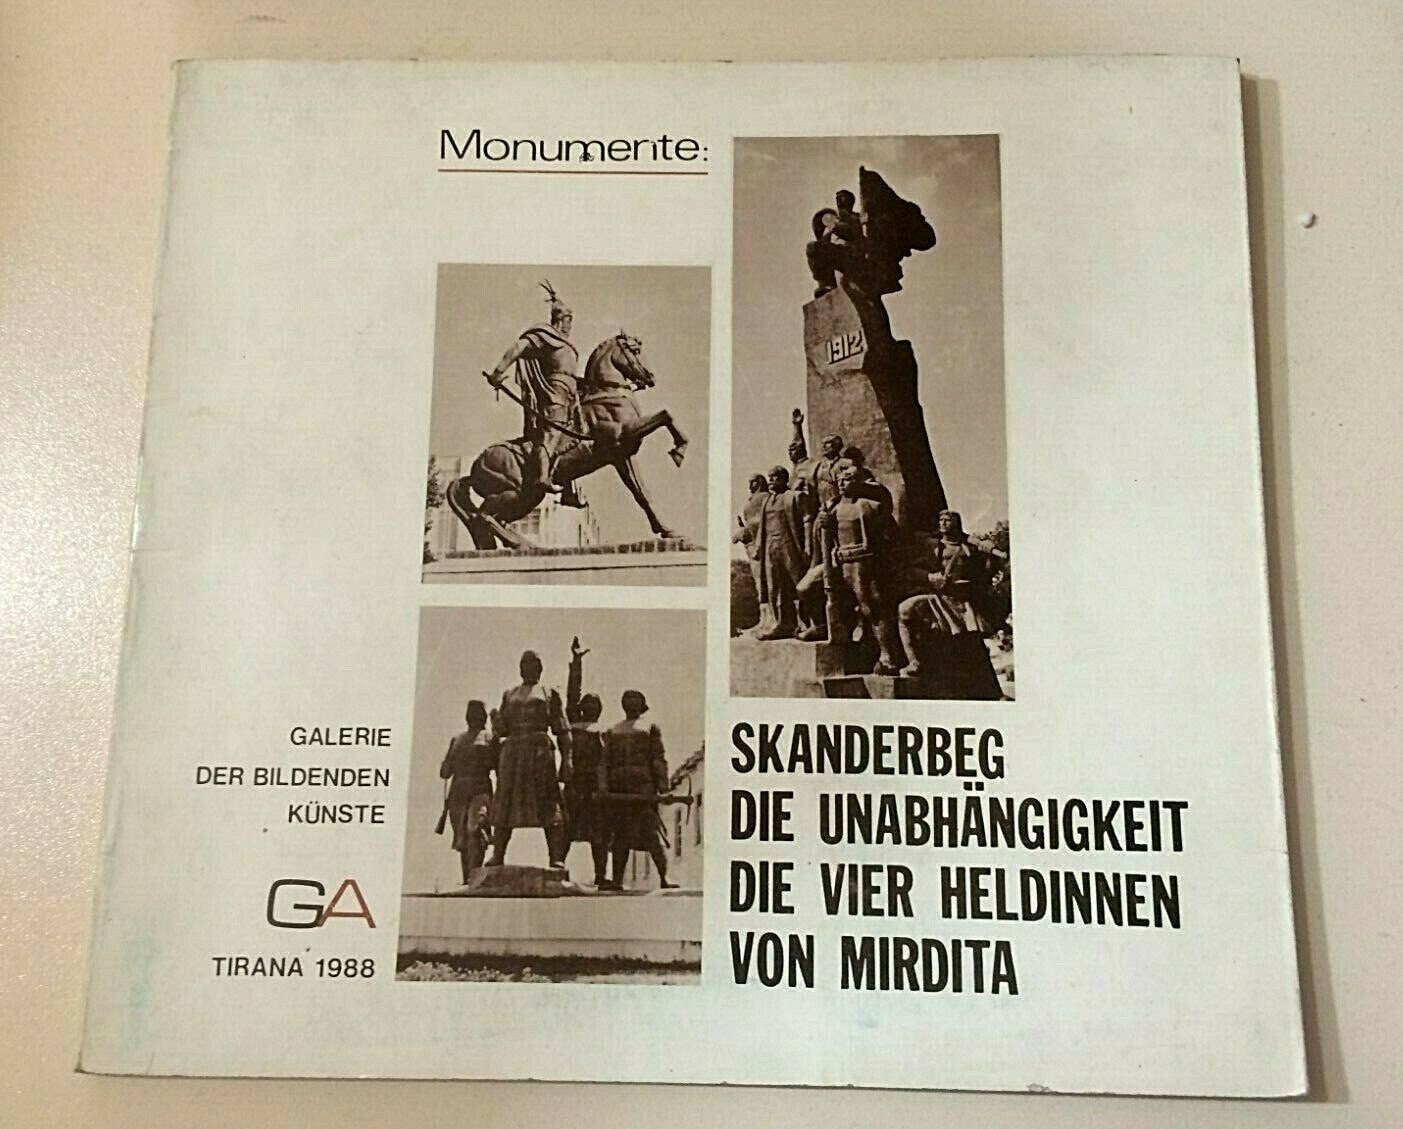 Monumente:
1912
GALERIE
DER BILDENDEN
KÜNSTE
GA
TIRANA 1988
SKANDERBEG
DIE UNABHÄNGIGKEIT
DIE VIER HELDINNEN
VON MIRDITA